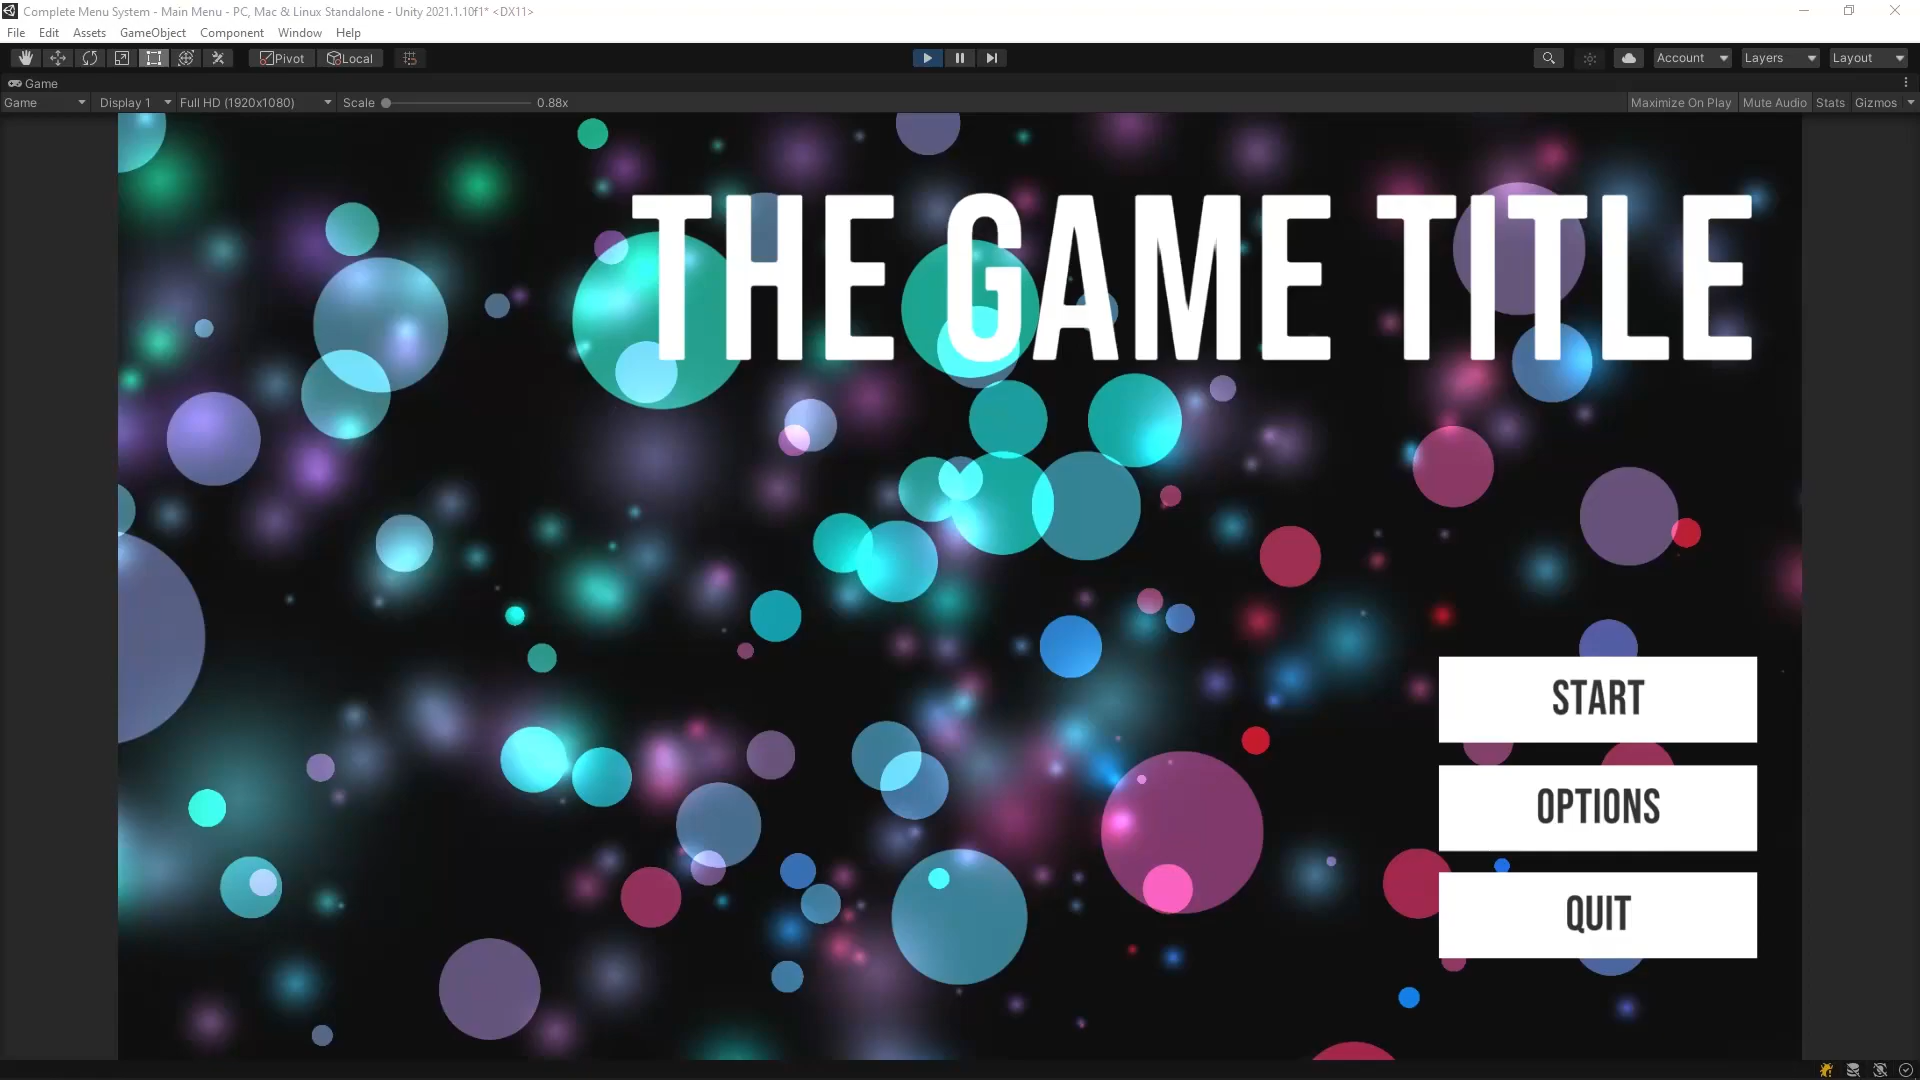 Complete Menu System - Main Menu - PC, Mac & Linux Standalone - Unity 2021.1.10f1* <DX11>
File Edit Assets GameObject Component Window Help
Pivot Local Account Layers Layout
Game
Game Display 1 Full HD (1920x1080) Scale 0.88x Maximize On Play Mute Audio Stats Gizmos
THE GAME TITLE
START
OPTIONS
QUIT